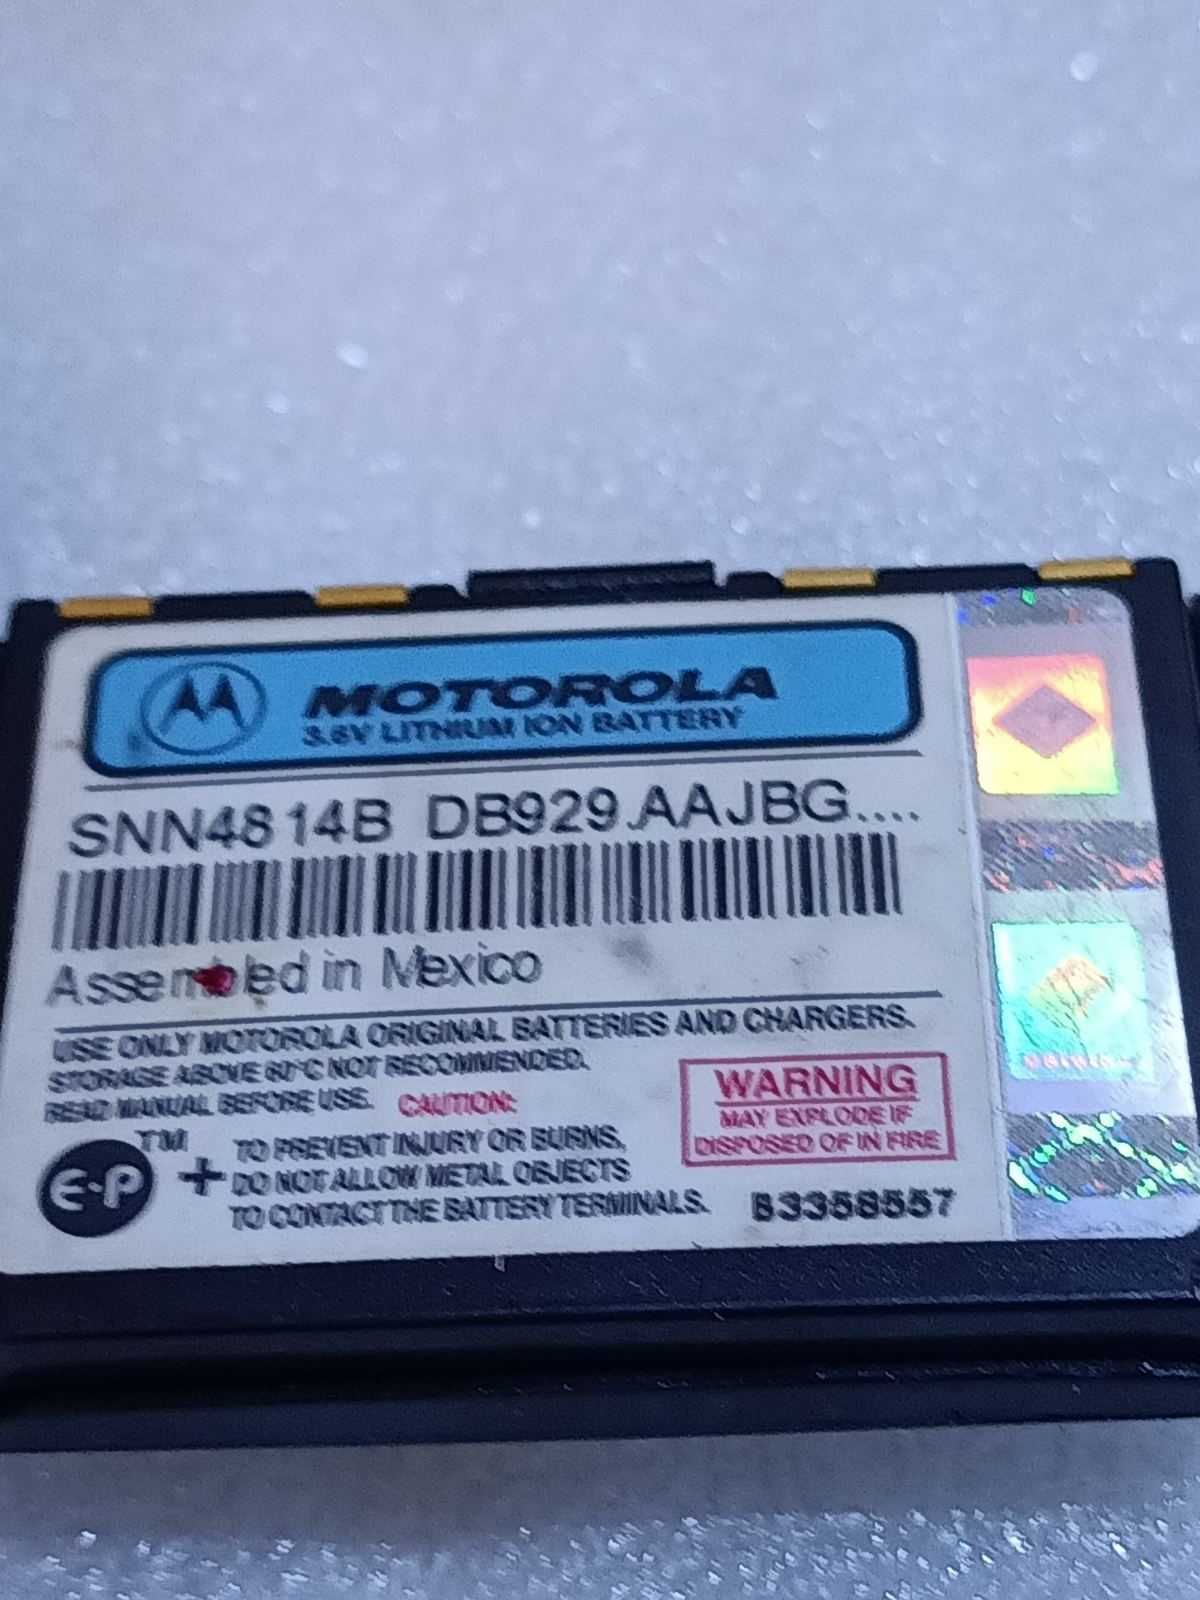 MOTOROLA
3.6V LITHIUM ION BATTERY
SNN4814B DB929.AAJBG....
Assembled in Mexico
USE ONLY MOTOROLA ORIGINAL BATTERIES AND CHARGERS.
STORAGE ABOVE 60°C NOT RECOMMENDED.
READ MANUAL BEFORE USE. CAUTION:
E-P TM +
TO PREVENT INJURY OR BURNS,
DO NOT ALLOW METAL OBJECTS
TO CONTACT THE BATTERY TERMINALS.
WARNING
MAY EXPLODE IF
DISPOSED OF IN FIRE
B3358557